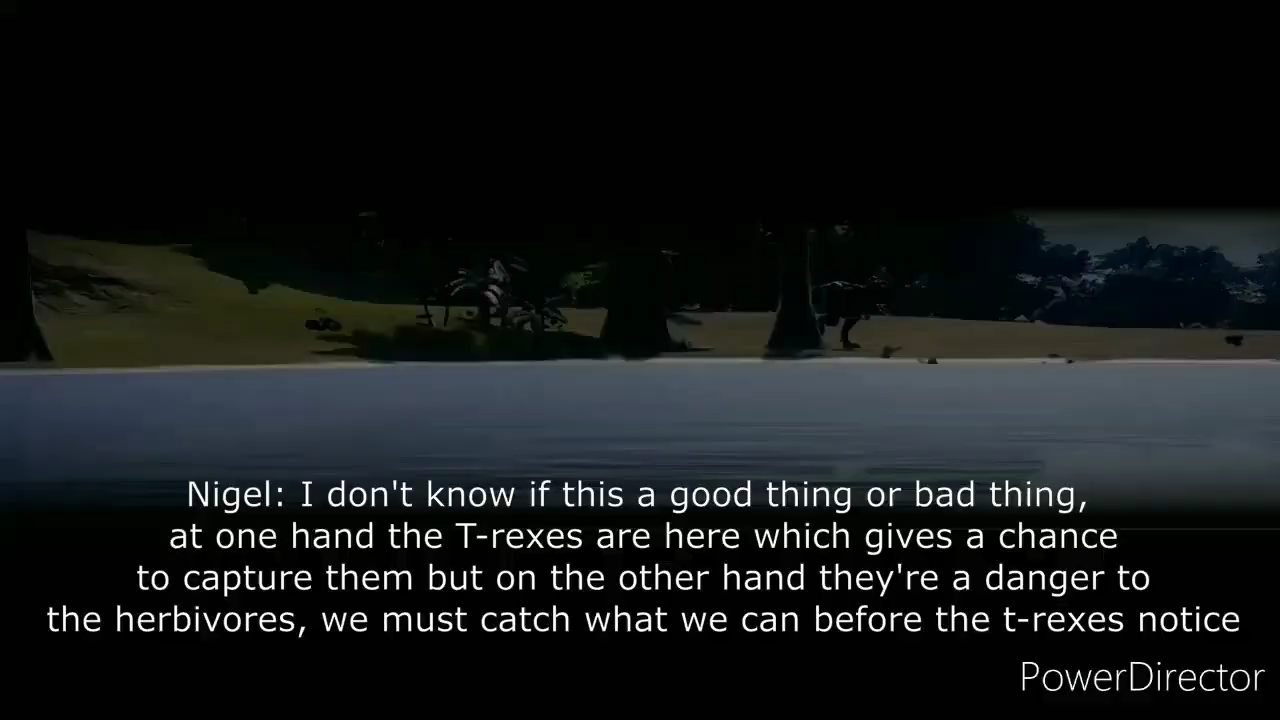 Nigel: I don't know if this a good thing or bad thing,
at one hand the T-rexes are here which gives a chance
to capture them but on the other hand they're a danger to
the herbivores, we must catch what we can before the t-rexes notice
PowerDirector